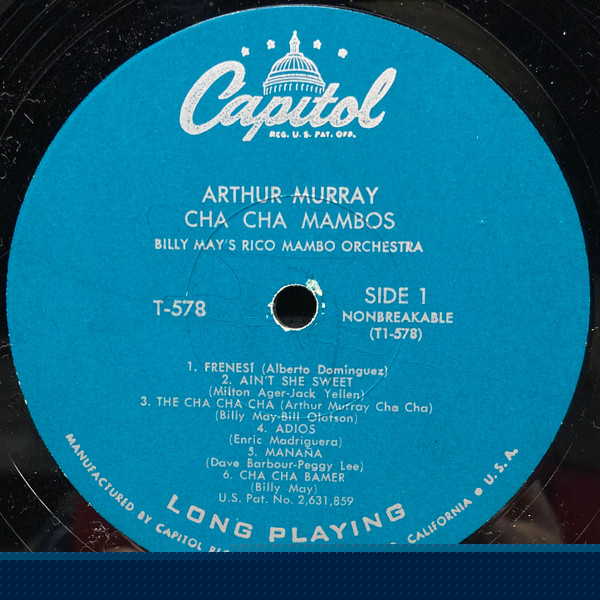 Capitol
REG. U.S. PAT. OFF.
ARTHUR MURRAY
CHA CHA MAMBOS
BILLY MAY'S RICO MAMBO ORCHESTRA
T-578
SIDE 1
NONBREAKABLE
(T1-578)
1. FRENESÍ (Alberto Dominguez)
2. AIN'T SHE SWEET
(Milton Ager-Jack Yellen)
3. THE CHA CHA CHA (Arthur Murray Cha Cha)
(Billy May-Bill Olofson)
4. ADIOS
(Enric Madriguera)
5. MANAÑA
(Dave Barbour-Peggy Lee)
6. CHA CHA BAMER
(Billy May)
U.S. Pat. No. 2,631,859
LONG PLAYING
MANUFACTURED BY CAPITOL CALIFORNIA • U.S.A.